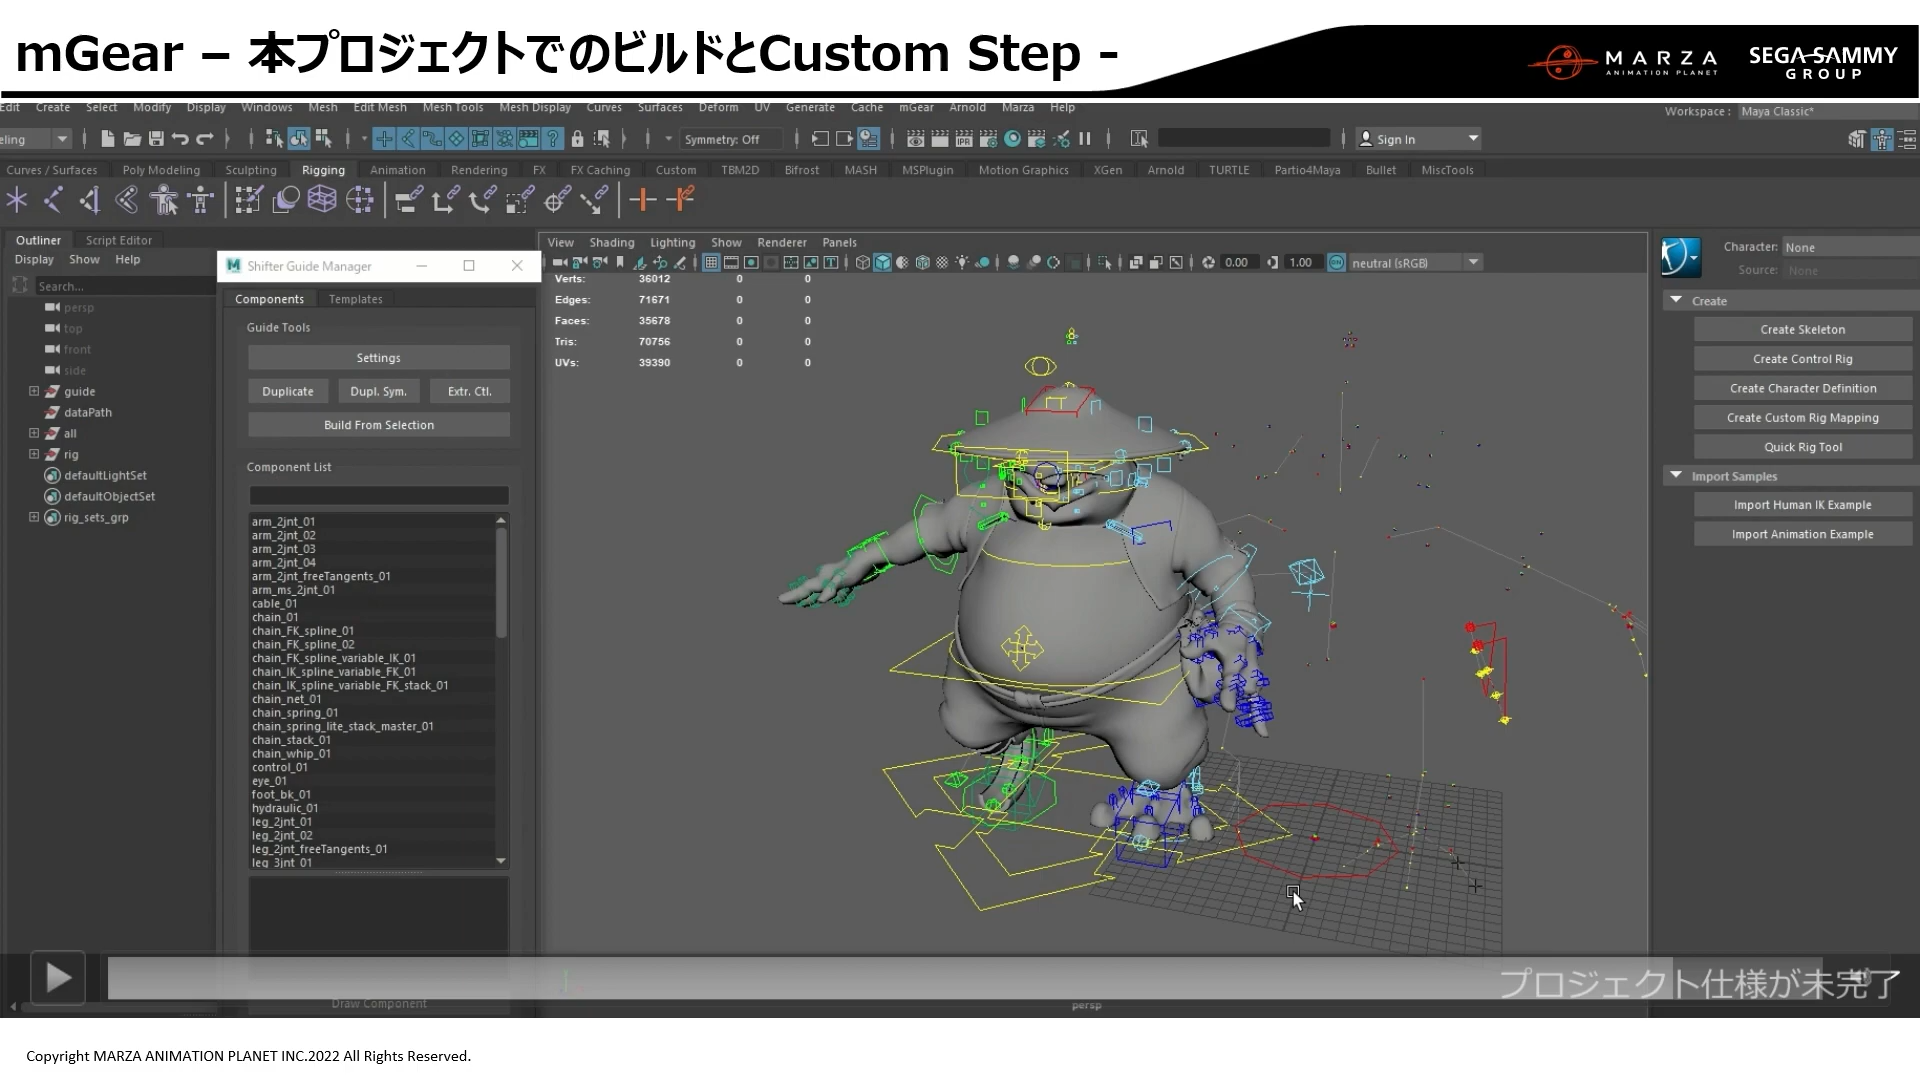 mGear – 本プロジェクトでのビルドとCustom Step -
MARZA
ANIMATION PLANET
SEGA SAMMY
GROUP
Edit Create Select Modify Display Windows Mesh Edit Mesh Mesh Tools Mesh Display Curves Surfaces Deform UV Generate Cache mGear Arnold Marza Help
Workspace : Maya Classic*
eling
Symmetry: Off
Sign In
Curves / Surfaces Poly Modeling Sculpting Rigging Animation Rendering FX FX Caching Custom TBM2D Bifrost MASH MSPlugin Motion Graphics XGen Arnold TURTLE Partio4Maya Bullet MiscTools
Outliner Script Editor
Display Show Help
Search...
persp
top
front
side
guide
dataPath
all
rig
defaultLightSet
defaultObjectSet
rig_sets_grp
Shifter Guide Manager
Components Templates
Guide Tools
Settings
Duplicate Dupl. Sym. Extr. Ctl.
Build From Selection
Component List
arm_2jnt_01
arm_2jnt_02
arm_2jnt_03
arm_2jnt_04
arm_2jnt_freeTangents_01
arm_ms_2jnt_01
cable_01
chain_01
chain_FK_spline_01
chain_FK_spline_02
chain_FK_spline_variable_IK_01
chain_IK_spline_variable_FK_01
chain_IK_spline_variable_FK_stack_01
chain_net_01
chain_spring_01
chain_spring_lite_stack_master_01
chain_stack_01
chain_whip_01
control_01
eye_01
foot_bk_01
hydraulic_01
leg_2jnt_01
leg_2jnt_02
leg_2jnt_freeTangents_01
leg_3jnt_01
Draw Component
View Shading Lighting Show Renderer Panels
0.00 1.00 neutral (sRGB)
Verts: 36012 0 0
Edges: 71671 0 0
Faces: 35678 0 0
Tris: 70756 0 0
UVs: 39390 0 0
persp
Character: None
Source: None
Create
Create Skeleton
Create Control Rig
Create Character Definition
Create Custom Rig Mapping
Quick Rig Tool
Import Samples
Import Human IK Example
Import Animation Example
プロジェクト仕様が未完了
Copyright MARZA ANIMATION PLANET INC.2022 All Rights Reserved.